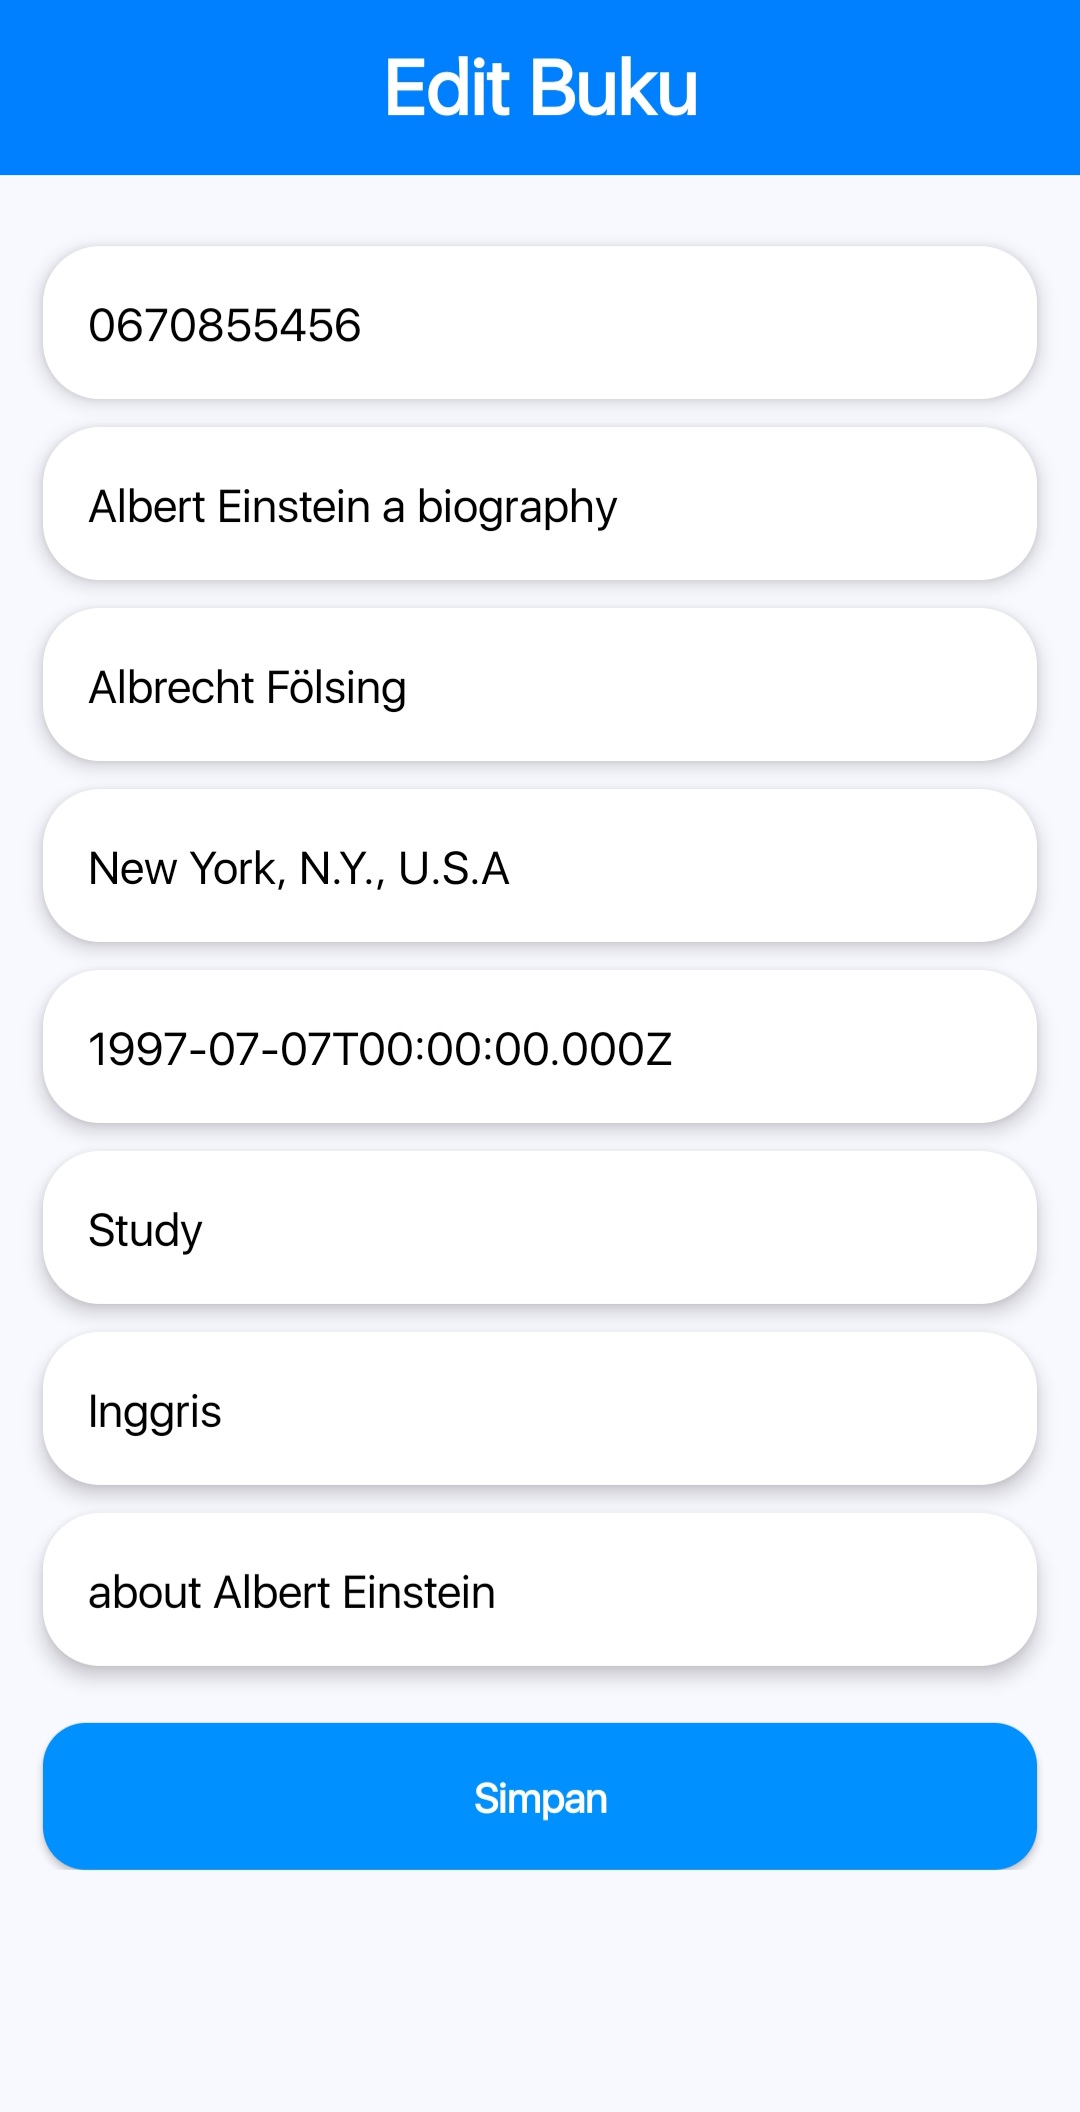 Edit Buku
0670855456
Albert Einstein a biography
Albrecht Fölsing
New York, N.Y., U.S.A
1997-07-07T00:00:00.000Z
Study
Inggris
about Albert Einstein
Simpan